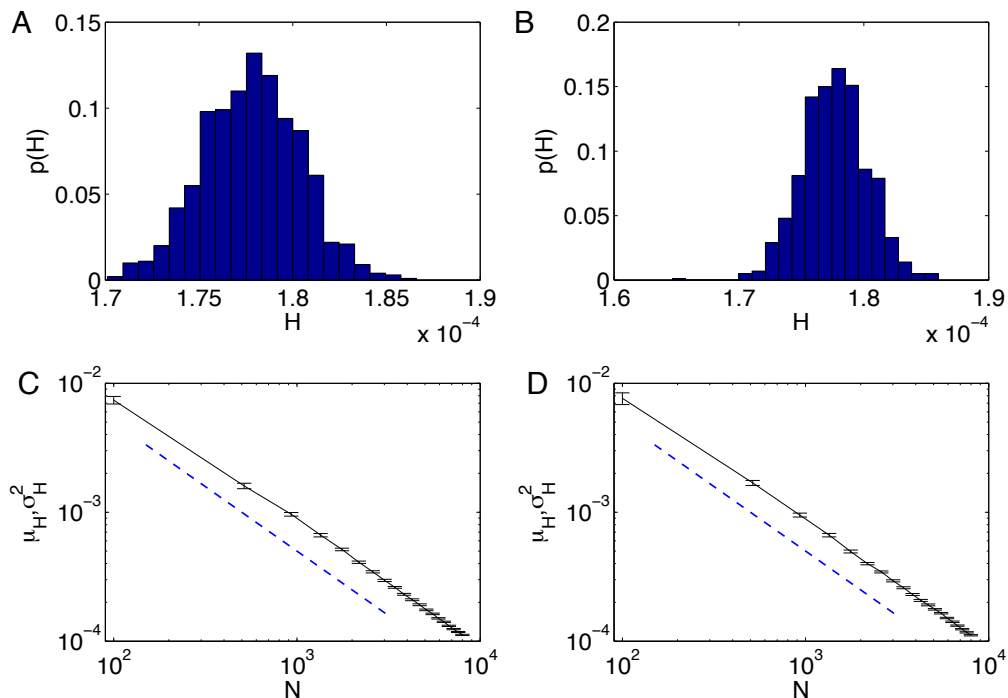 A
0.15
0.1
0.05
0
p(H)
1.7 1.75 1.8 1.85 1.9
H
x 10⁻⁴
B
0.2
0.15
0.1
0.05
0
p(H)
1.6 1.7 1.8 1.9
H
x 10⁻⁴
C
10⁻²
10⁻³
10⁻⁴
μ_H,σ²_H
10² 10³ 10⁴
N
D
10⁻²
10⁻³
10⁻⁴
μ_H,σ²_H
10² 10³ 10⁴
N